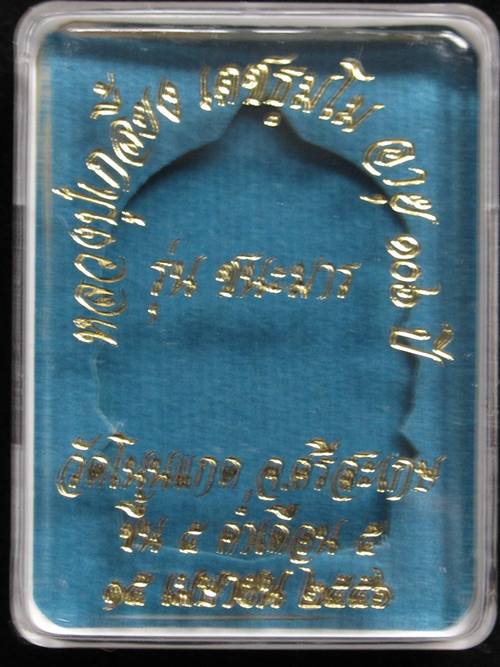 หลวงปู่เกลี้ยง เตชธมฺโม อายุ ๑๐๖ ปี
รุ่น ชนะมาร
วัดโนนแกด จ.ศรีสะเกษ
ขึ้น ๕ ค่ำเดือน ๕
๑๕ เมษายน ๒๕๕๖